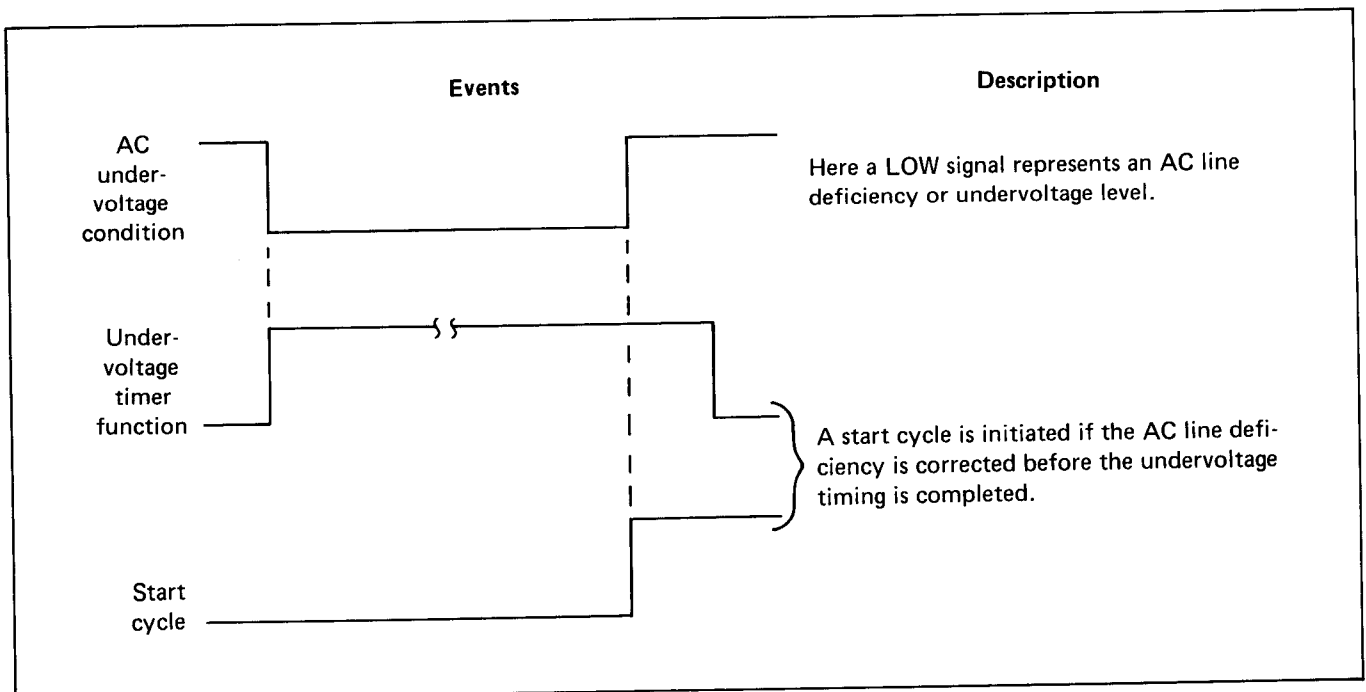 Events
Description
AC
under-
voltage
condition
Here a LOW signal represents an AC line
deficiency or undervoltage level.
Under-
voltage
timer
function
A start cycle is initiated if the AC line defi-
ciency is corrected before the undervoltage
timing is completed.
Start
cycle